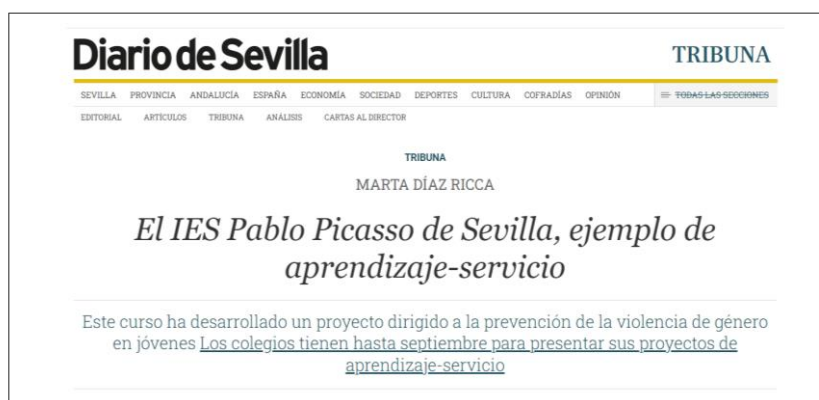 Diario de Sevilla
TRIBUNA
SEVILLA PROVINCIA ANDALUCÍA ESPAÑA ECONOMÍA SOCIEDAD DEPORTES CULTURA COFRADÍAS OPINIÓN TODAS LAS SECCIONES
EDITORIAL ARTÍCULOS TRIBUNA ANÁLISIS CARTAS AL DIRECTOR
TRIBUNA
MARTA DÍAZ RICCA
El IES Pablo Picasso de Sevilla, ejemplo de
aprendizaje-servicio
Este curso ha desarrollado un proyecto dirigido a la prevención de la violencia de género
en jóvenes Los colegios tienen hasta septiembre para presentar sus proyectos de
aprendizaje-servicio